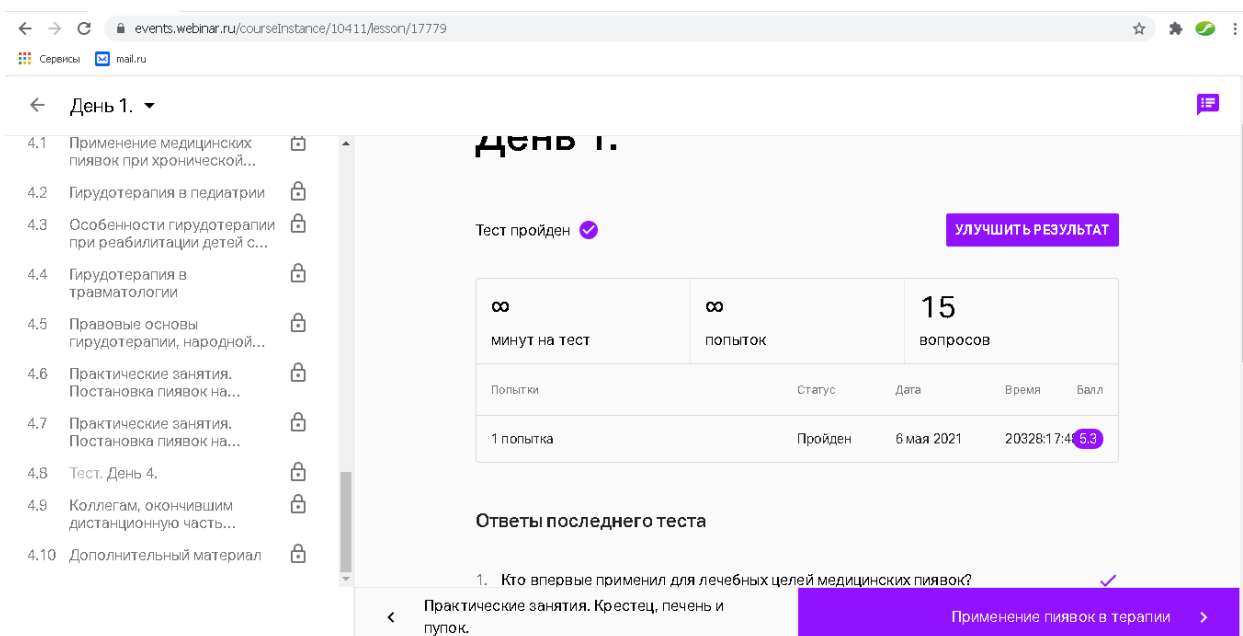 events.webinar.ru/courseInstance/10411/lesson/17779
Сервисы
mail.ru
День 1.
4.1 Применение медицинских
пиявок при хронической...
4.2 Гирудотерапия в педиатрии
4.3 Особенности гирудотерапии
при реабилитации детей с...
4.4 Гирудотерапия в
травматологии
4.5 Правовые основы
гирудотерапии, народной...
4.6 Практические занятия.
Постановка пиявок на...
4.7 Практические занятия.
Постановка пиявок на...
4.8 Тест. День 4.
4.9 Коллегам, окончившим
дистанционную часть...
4.10 Дополнительный материал
День 1.
Тест пройден
УЛУЧШИТЬ РЕЗУЛЬТАТ
∞ ∞ 15
минут на тест попыток вопросов
Попытки Статус Дата Время Балл
1 попытка Пройден 6 мая 2021 20328:17:4 5.3
Ответы последнего теста
1. Кто впервые применил для лечебных целей медицинских пиявок?
Практические занятия. Крестец, печень и
пупок.
Применение пиявок в терапии